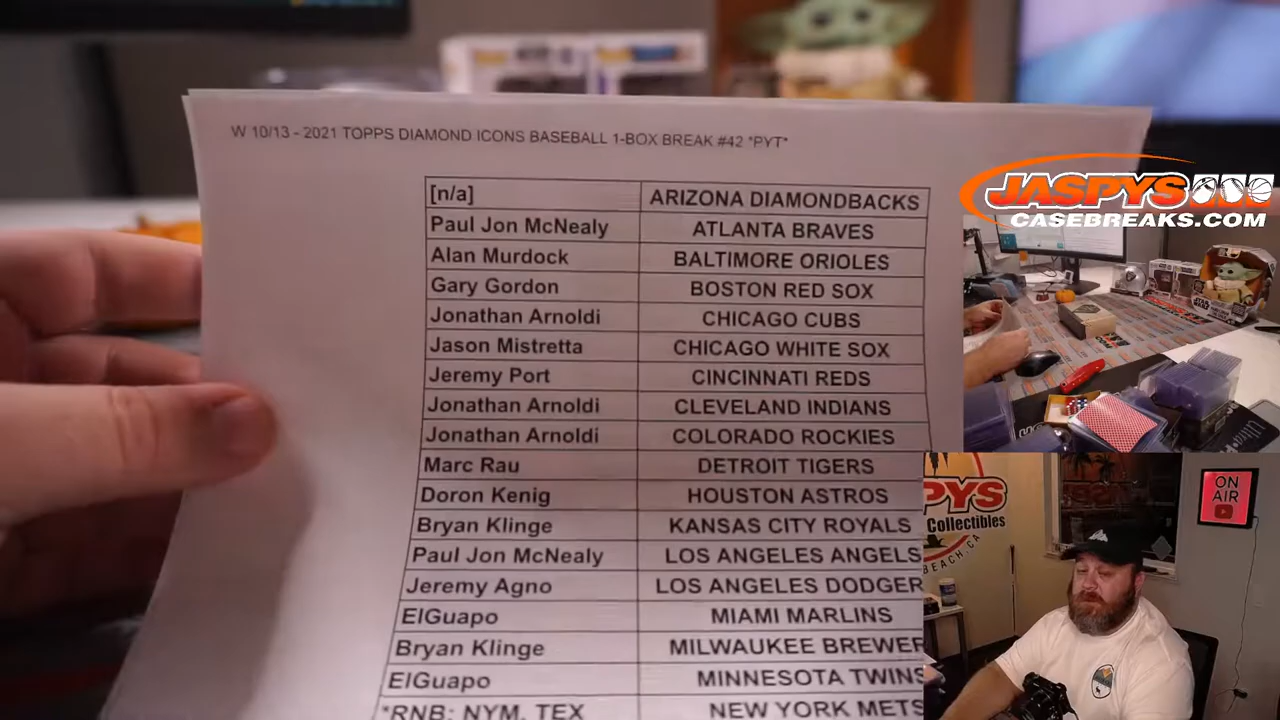 W 10/13 - 2021 TOPPS DIAMOND ICONS BASEBALL 1-BOX BREAK #42 *PYT*
[n/a] ARIZONA DIAMONDBACKS
Paul Jon McNealy ATLANTA BRAVES
Alan Murdock BALTIMORE ORIOLES
Gary Gordon BOSTON RED SOX
Jonathan Arnoldi CHICAGO CUBS
Jason Mistretta CHICAGO WHITE SOX
Jeremy Port CINCINNATI REDS
Jonathan Arnoldi CLEVELAND INDIANS
Jonathan Arnoldi COLORADO ROCKIES
Marc Rau DETROIT TIGERS
Doron Kenig HOUSTON ASTROS
Bryan Klinge KANSAS CITY ROYALS
Paul Jon McNealy LOS ANGELES ANGELS
Jeremy Agno LOS ANGELES DODGER
ElGuapo MIAMI MARLINS
Bryan Klinge MILWAUKEE BREWER
ElGuapo MINNESOTA TWINS
*RNB: NYM, TEX NEW YORK METS
JASPYS
CASEBREAKS.COM
PYS
Collectibles
BEACH, CA
ON
AIR